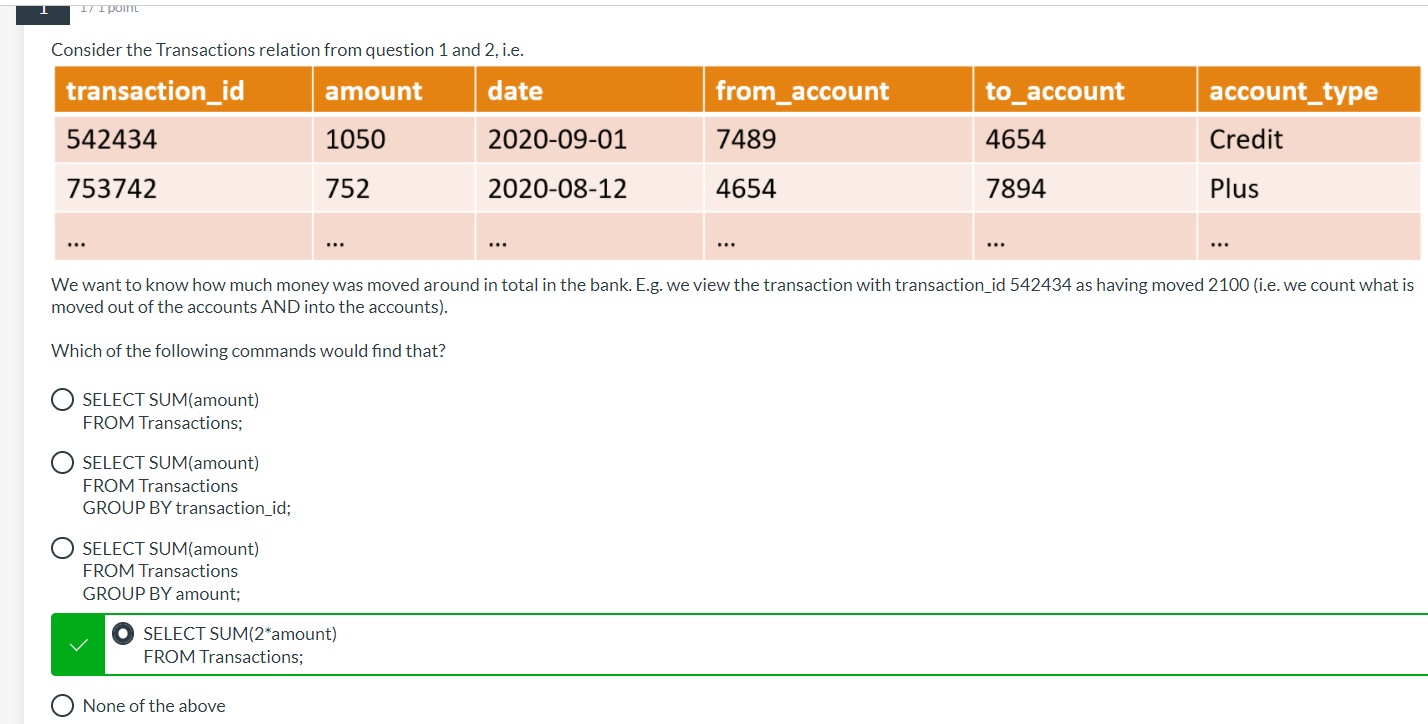 1
1 / 1 point
Consider the Transactions relation from question 1 and 2, i.e.
transaction_id amount date from_account to_account account_type
542434 1050 2020-09-01 7489 4654 Credit
753742 752 2020-08-12 4654 7894 Plus
... ... ... ... ... ...
We want to know how much money was moved around in total in the bank. E.g. we view the transaction with transaction_id 542434 as having moved 2100 (i.e. we count what is
moved out of the accounts AND into the accounts).
Which of the following commands would find that?
SELECT SUM(amount)
FROM Transactions;
SELECT SUM(amount)
FROM Transactions
GROUP BY transaction_id;
SELECT SUM(amount)
FROM Transactions
GROUP BY amount;
SELECT SUM(2*amount)
FROM Transactions;
None of the above